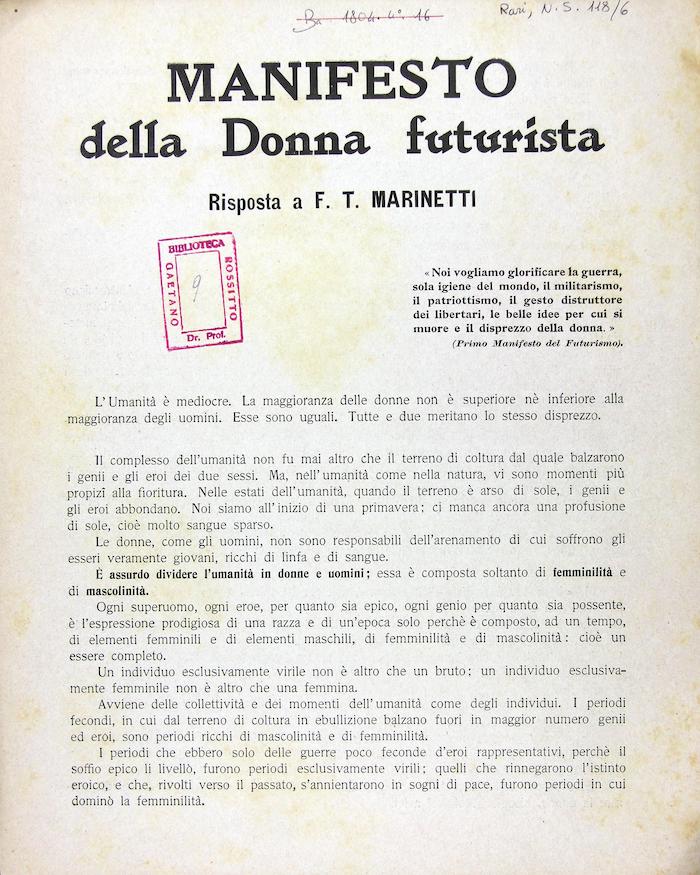 Ba 1804. n°. 16
Rari, N. S. 118/6
MANIFESTO
della Donna futurista
Risposta a F. T. MARINETTI
BIBLIOTECA
GAETANO
ROSSITTO
9
Dr. Prof.
«Noi vogliamo glorificare la guerra,
sola igiene del mondo, il militarismo,
il patriottismo, il gesto distruttore
dei libertari, le belle idee per cui si
muore e il disprezzo della donna. »
(Primo Manifesto del Futurismo).
L'Umanità è mediocre. La maggioranza delle donne non è superiore nè inferiore alla
maggioranza degli uomini. Esse sono uguali. Tutte e due meritano lo stesso disprezzo.
Il complesso dell'umanità non fu mai altro che il terreno di coltura dal quale balzarono
i genii e gli eroi dei due sessi. Ma, nell'umanità come nella natura, vi sono momenti più
propizî alla fioritura. Nelle estati dell'umanità, quando il terreno è arso di sole, i genii e
gli eroi abbondano. Noi siamo all'inizio di una primavera; ci manca ancora una profusione
di sole, cioè molto sangue sparso.
Le donne, come gli uomini, non sono responsabili dell'arenamento di cui soffrono gli
esseri veramente giovani, ricchi di linfa e di sangue.
È assurdo dividere l'umanità in donne e uomini; essa è composta soltanto di femminilità e
di mascolinità.
Ogni superuomo, ogni eroe, per quanto sia epico, ogni genio per quanto sia possente,
è l'espressione prodigiosa di una razza e di un'epoca solo perchè è composto, ad un tempo,
di elementi femminili e di elementi maschili, di femminilità e di mascolinità: cioè un
essere completo.
Un individuo esclusivamente virile non è altro che un bruto; un individuo esclusiva-
mente femminile non è altro che una femmina.
Avviene delle collettività e dei momenti dell'umanità come degli individui. I periodi
fecondi, in cui dal terreno di coltura in ebullizione balzano fuori in maggior numero genii
ed eroi, sono periodi ricchi di mascolinità e di femminilità.
I periodi che ebbero solo delle guerre poco feconde d'eroi rappresentativi, perchè il
soffio epico li livellò, furono periodi esclusivamente virili; quelli che rinnegarono l'istinto
eroico, e che, rivolti verso il passato, s'annientarono in sogni di pace, furono periodi in cui
dominò la femminilità.